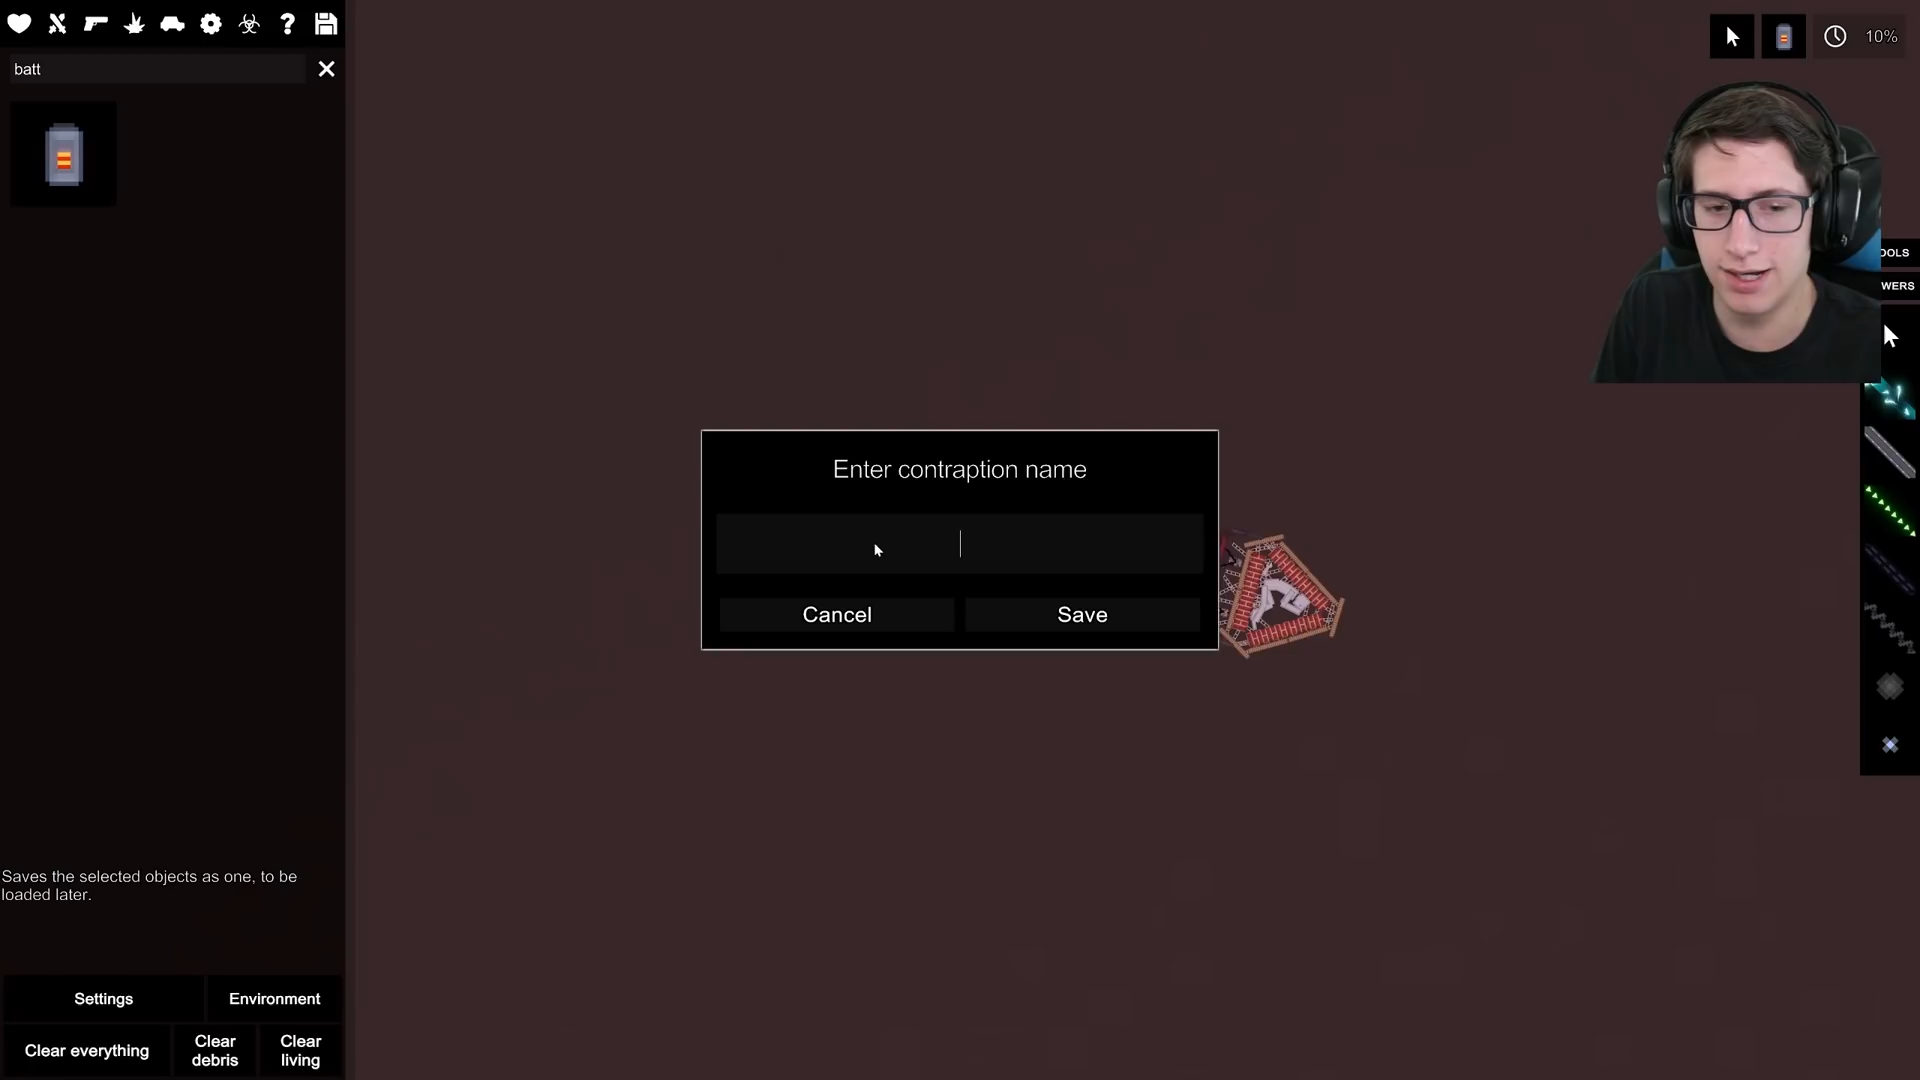 batt
10%
OOLS
WERS
Enter contraption name
Cancel
Save
Saves the selected objects as one, to be
loaded later.
Settings
Environment
Clear everything
Clear
debris
Clear
living